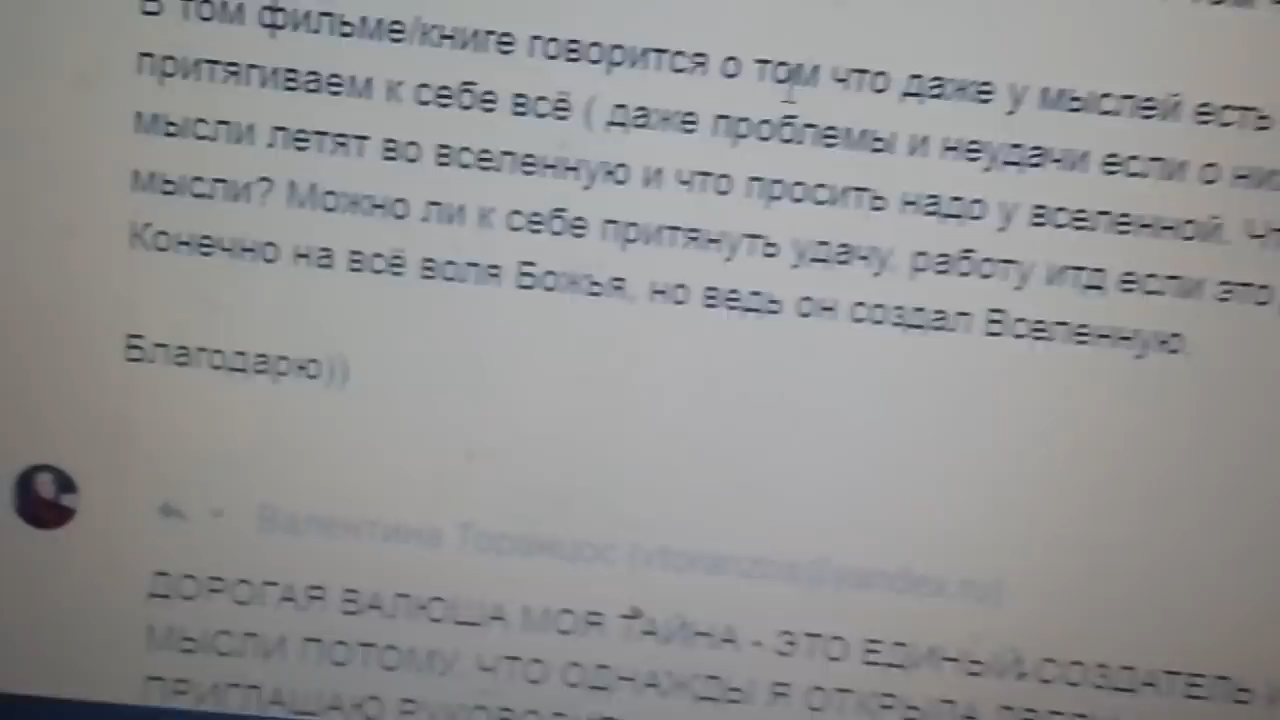 В том фильме/книге говорится о том что даже у мыслей есть
притягиваем к себе всё ( даже проблемы и неудачи если о
мысли летят во вселенную и что просить надо у вселенной.
мысли? Можно ли к себе притянуть удачу, работу итд если это
Конечно на всё воля Божья, но ведь он создал Вселенную.
Благодарю))
Валентина
ДОРОГАЯ ВАЛЮША МОЯ ТАЙНА - ЭТО ЕДИНЫЙ СОЗДАТЕЛЬ
МЫСЛИ ПОТОМУ, ЧТО ОДНАЖДЫ Я ОТКРЫЛА
ПРИГЛАШАЮ